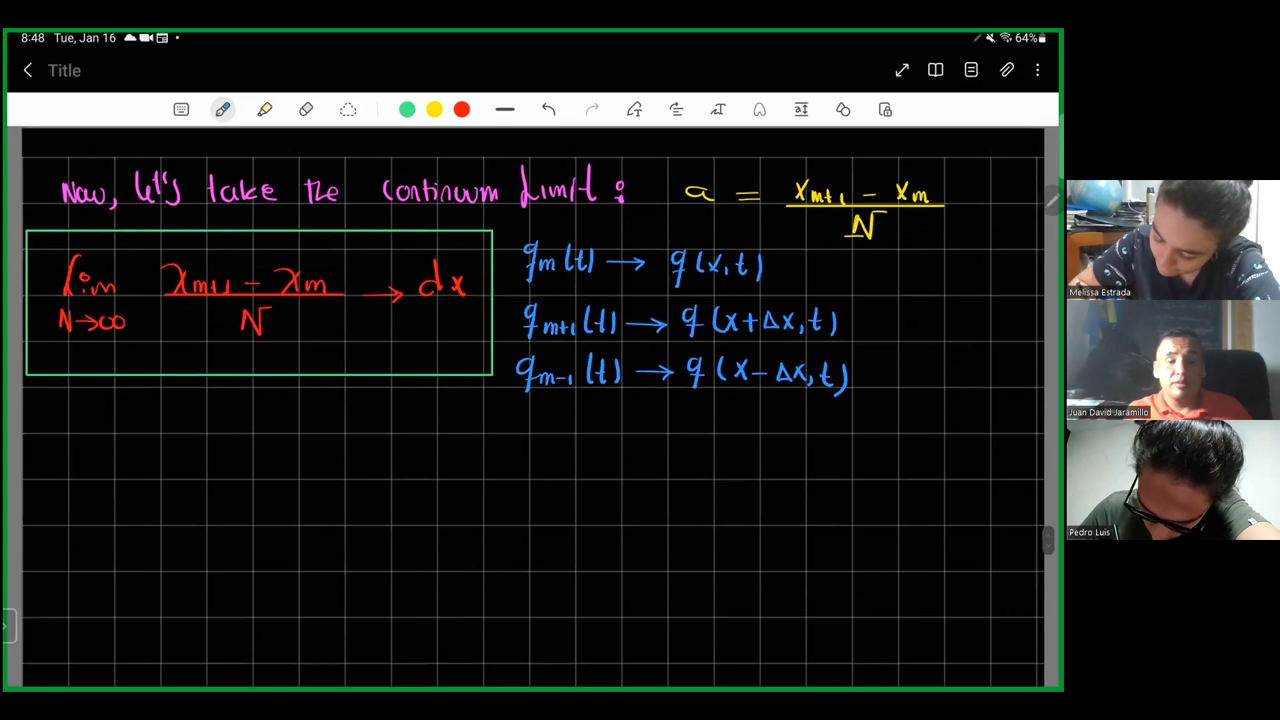 8:48 Tue, Jan 16
64%
Title
Now, let's take the continuum Limit : a = (x_{m+1} - x_m)/N
Lim_{N→∞} (x_{m+1} - x_m)/N → dx
q_m(t) → q(x,t)
q_{m+1}(t) → q(x+Δx,t)
q_{m-1}(t) → q(x-Δx,t)
Melissa Estrada
Juan David Jaramillo
Pedro Luis